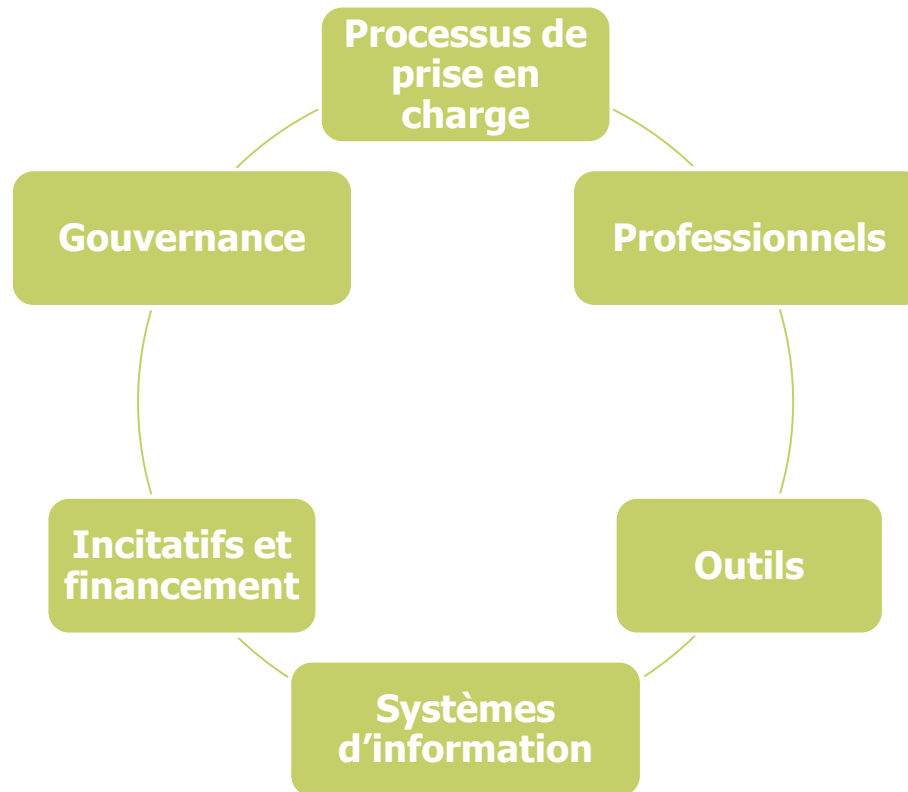 Processus de
prise en
charge
Gouvernance
Professionnels
Incitatifs et
financement
Outils
Systèmes
d’information